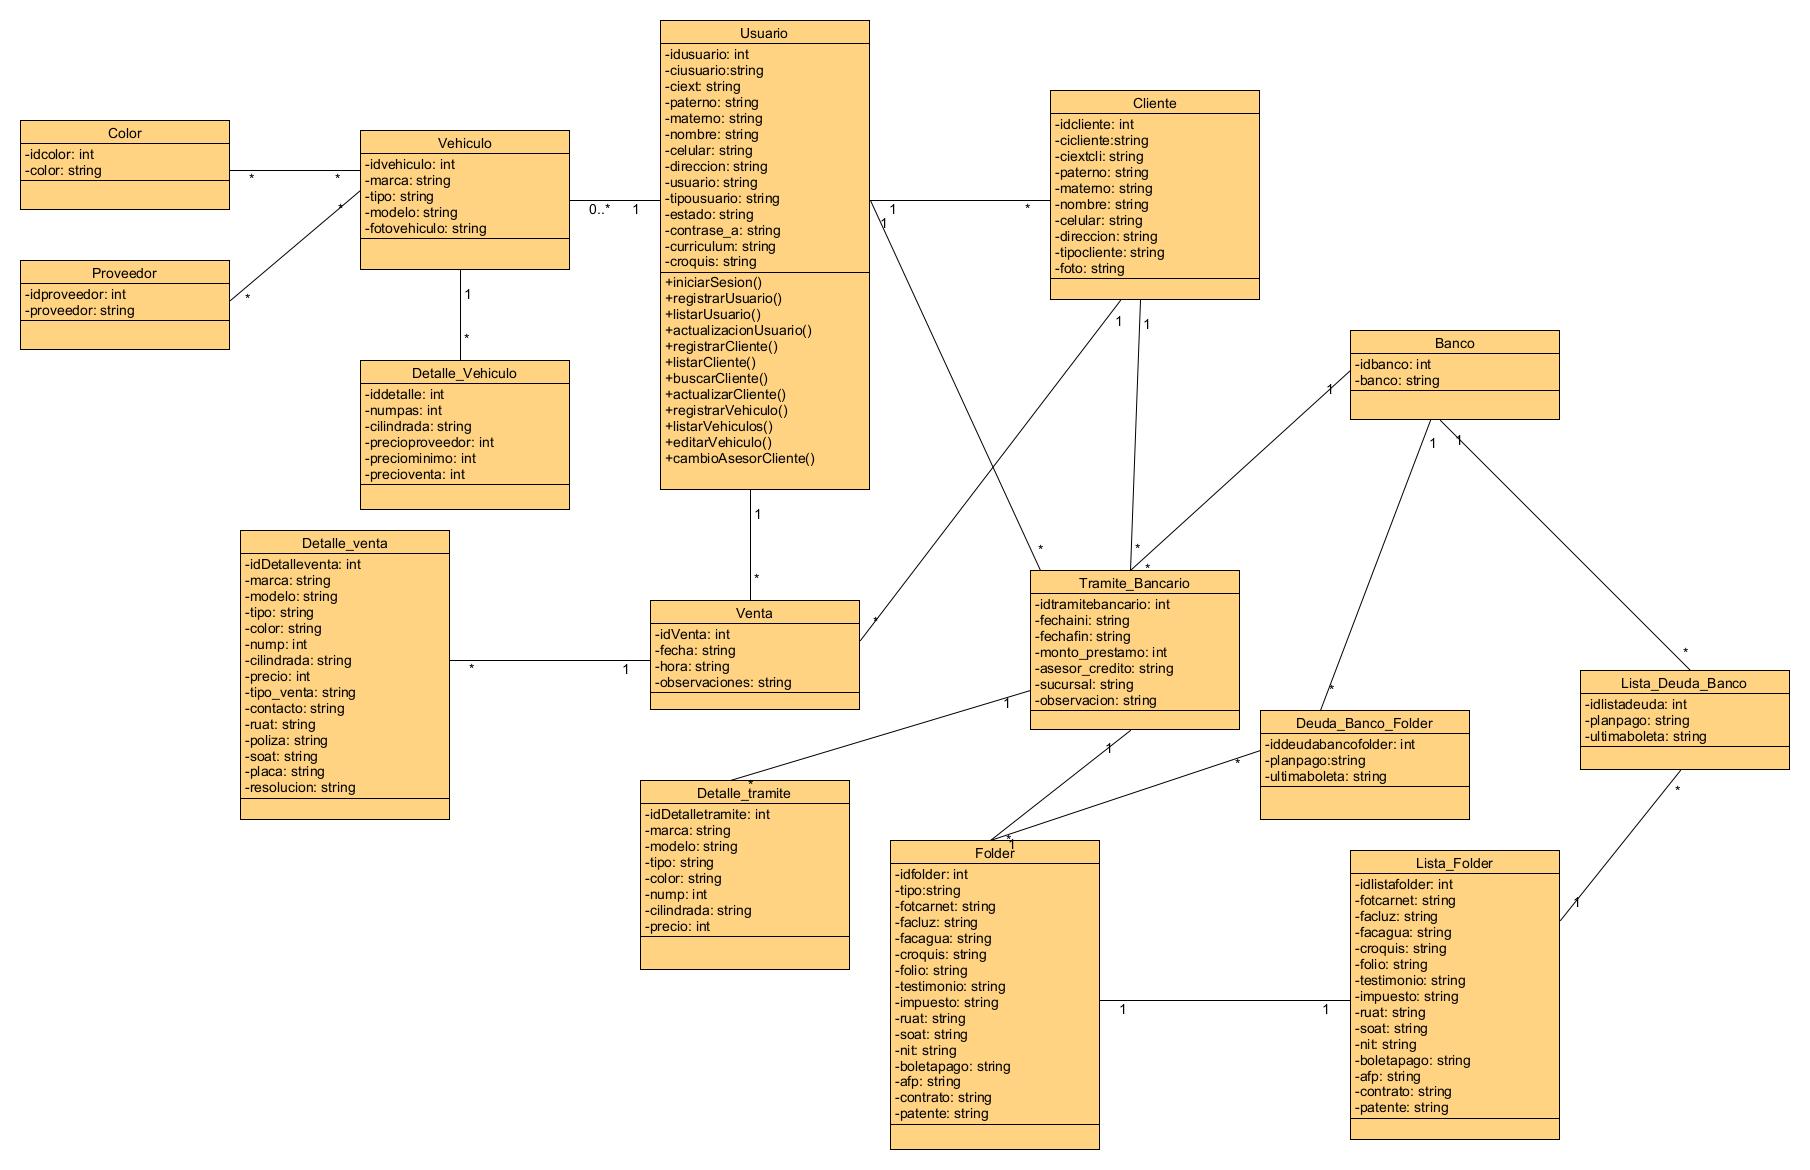 Usuario
-idusuario: int
-ciusuario:string
-ciext: string
-paterno: string
-materno: string
-nombre: string
-celular: string
-direccion: string
-usuario: string
-tipousuario: string
-estado: string
-contrase_a: string
-curriculum: string
-croquis: string
+iniciarSesion()
+registrarUsuario()
+listarUsuario()
+actualizacionUsuario()
+registrarCliente()
+listarCliente()
+buscarCliente()
+actualizarCliente()
+registrarVehiculo()
+listarVehiculos()
+editarVehiculo()
+cambioAsesorCliente()
Cliente
-idcliente: int
-cicliente:string
-ciextcli: string
-paterno: string
-materno: string
-nombre: string
-celular: string
-direccion: string
-tipocliente: string
-foto: string
Color
-idcolor: int
-color: string
Vehiculo
-idvehiculo: int
-marca: string
-tipo: string
-modelo: string
-fotovehiculo: string
* *
0..* 1
1 *
1
*
Proveedor
-idproveedor: int
-proveedor: string
*
1
*
1 1
Banco
-idbanco: int
-banco: string
1
1 1
Detalle_Vehiculo
-iddetalle: int
-numpas: int
-cilindrada: string
-precioproveedor: int
-preciominimo: int
-precioventa: int
1
*
Detalle_venta
-idDetalleventa: int
-marca: string
-modelo: string
-tipo: string
-color: string
-nump: int
-cilindrada: string
-precio: int
-tipo_venta: string
-contacto: string
-ruat: string
-poliza: string
-soat: string
-placa: string
-resolucion: string
* 1
Venta
-idVenta: int
-fecha: string
-hora: string
-observaciones: string
*
* * *
Tramite_Bancario
-idtramitebancario: int
-fechaini: string
-fechafin: string
-monto_prestamo: int
-asesor_credito: string
-sucursal: string
-observacion: string
1
1
*
*
Deuda_Banco_Folder
-iddeudabancofolder: int
-planpago:string
-ultimaboleta: string
*
*
Lista_Deuda_Banco
-idlistadeuda: int
-planpago: string
-ultimaboleta: string
*
*
Detalle_tramite
-idDetalletramite: int
-marca: string
-modelo: string
-tipo: string
-color: string
-nump: int
-cilindrada: string
-precio: int
*
1
Folder
-idfolder: int
-tipo:string
-fotcarnet: string
-facluz: string
-facagua: string
-croquis: string
-folio: string
-testimonio: string
-impuesto: string
-ruat: string
-soat: string
-nit: string
-boletapago: string
-afp: string
-contrato: string
-patente: string
1 1
1
Lista_Folder
-idlistafolder: int
-fotcarnet: string
-facluz: string
-facagua: string
-croquis: string
-folio: string
-testimonio: string
-impuesto: string
-ruat: string
-soat: string
-nit: string
-boletapago: string
-afp: string
-contrato: string
-patente: string